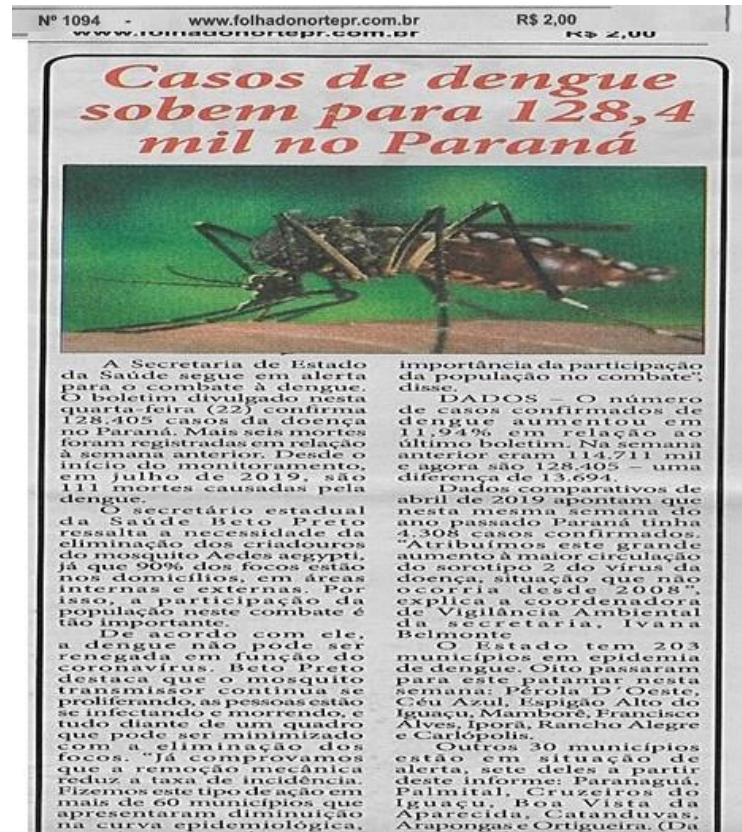 Nº 1094 - www.folhadonortepr.com.br R$ 2,00
www.folhadonortepr.com.br R$ 2,00
Casos de dengue
sobem para 128,4
mil no Paraná
A Secretaria de Estado
da Saúde segue em alerta
para o combate à dengue.
O boletim divulgado nesta
quarta-feira (22) confirma
128.405 casos da doença
no Paraná. Mais seis mortes
foram registradas em relação
à semana anterior. Desde o
início do monitoramento,
em julho de 2019, são
111 mortes causadas pela
dengue.
O secretário estadual
da Saúde Beto Preto
ressalta a necessidade da
eliminação dos criadouros
do mosquito Aedes aegypti,
já que 90% dos focos estão
nos domicílios, em áreas
internas e externas. Por
isso, a participação da
população neste combate é
tão importante.
De acordo com ele,
a dengue não pode ser
renegada em função do
coronavírus. Beto Preto
destaca que o mosquito
transmissor continua se
proliferando, as pessoas estão
se infectando e morrendo, e
tudo diante de um quadro
que pode ser minimizado
com a eliminação dos
focos. “Já comprovamos
que a remoção mecânica
reduz a taxa de incidência.
Fizemos este tipo de ação em
mais de 60 municípios que
apresentaram diminuição
na curva epidemiológica,
importância da participação
da população no combate”,
disse.
DADOS – O número
de casos confirmados de
dengue aumentou em
11,94% em relação ao
último boletim. Na semana
anterior eram 114.711 mil
e agora são 128.405 – uma
diferença de 13.694.
Dados comparativos de
abril de 2019 apontam que
nesta mesma semana do
ano passado Paraná tinha
4.308 casos confirmados.
“Atribuímos este grande
aumento à maior circulação
do sorotipo 2 do vírus da
doença, situação que não
ocorria desde 2008”,
explica a coordenadora
de Vigilância Ambiental
da secretaria, Ivana
Belmonte
O Estado tem 203
municípios em epidemia
de dengue. Oito passaram
para este patamar nesta
semana: Pérola D´Oeste,
Céu Azul, Espigão Alto do
Iguaçu, Mamborê, Francisco
Alves, Iporã, Rancho Alegre
e Carlópolis.
Outros 30 municípios
estão em situação de
alerta, sete deles a partir
deste informe: Paranaguá,
Palmital, Cruzeiros do
Iguaçu, Boa Vista da
Aparecida, Catanduvas,
Arapongas e Ortigueira. (Da